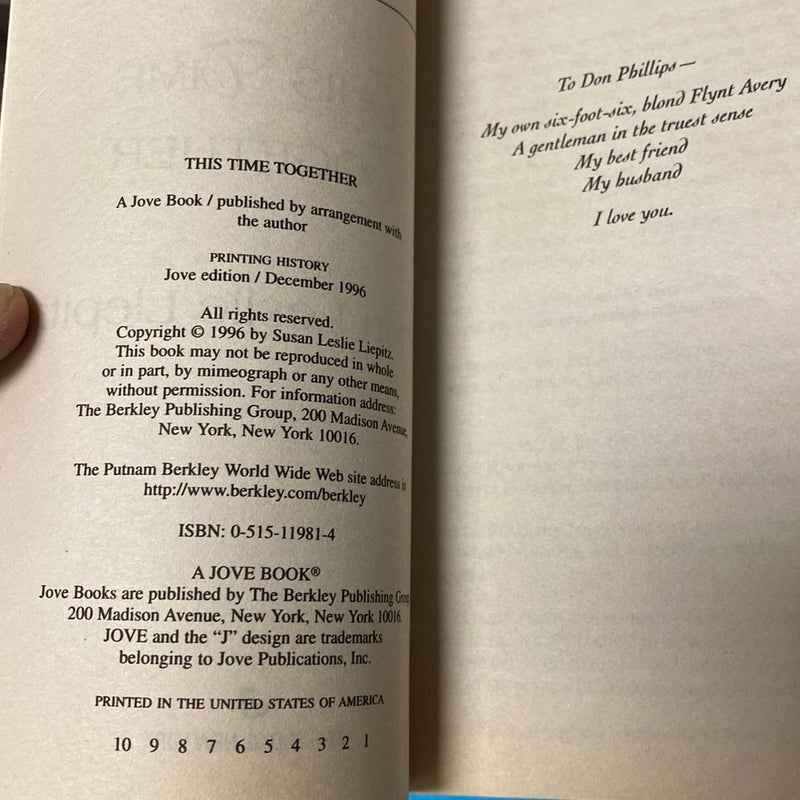 THIS TIME TOGETHER
A Jove Book / published by arrangement with
the author
PRINTING HISTORY
Jove edition / December 1996
All rights reserved.
Copyright © 1996 by Susan Leslie Liepitz.
This book may not be reproduced in whole
or in part, by mimeograph or any other means,
without permission. For information address:
The Berkley Publishing Group, 200 Madison Avenue,
New York, New York 10016.
The Putnam Berkley World Wide Web site address is
http://www.berkley.com/berkley
ISBN: 0-515-11981-4
A JOVE BOOK®
Jove Books are published by The Berkley Publishing
200 Madison Avenue, New York, New York 10016.
JOVE and the “J” design are trademarks
belonging to Jove Publications, Inc.
PRINTED IN THE UNITED STATES OF AMERICA
10 9 8 7 6 5 4 3 2 1
To Don Phillips—
My own six-foot-six, blond Flynt Avery
A gentleman in the truest sense
My best friend
My husband
I love you.